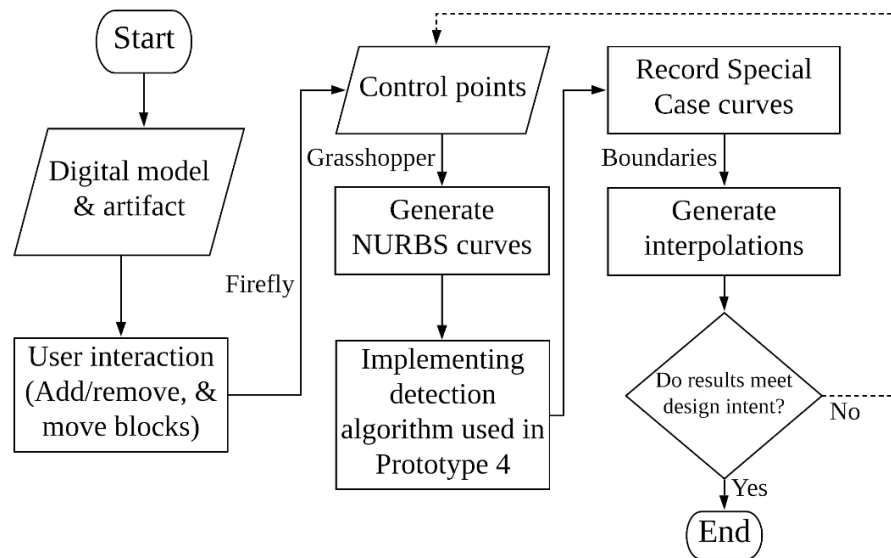 Start
Digital model
& artifact
User interaction
(Add/remove, &
move blocks)
Firefly
Control points
Grasshopper
Generate
NURBS curves
Implementing
detection
algorithm used in
Prototype 4
Record Special
Case curves
Boundaries
Generate
interpolations
Do results meet
design intent?
No
Yes
End